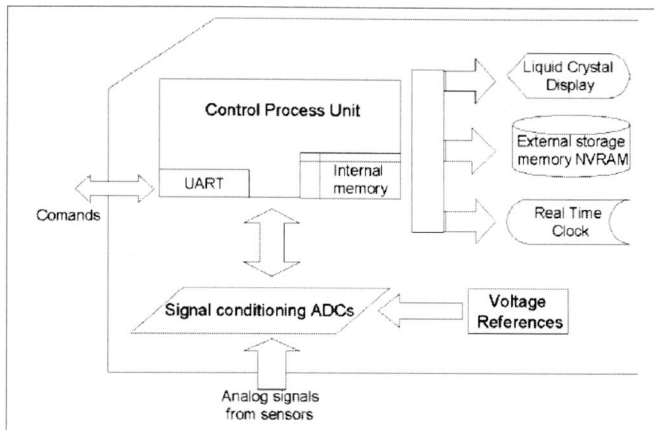 Liquid Crystal
Display
Control Process Unit
External storage
memory NVRAM
UART
Internal
memory
Comands
Real Time
Clock
Signal conditioning ADCs
Voltage
References
Analog signals
from sensors